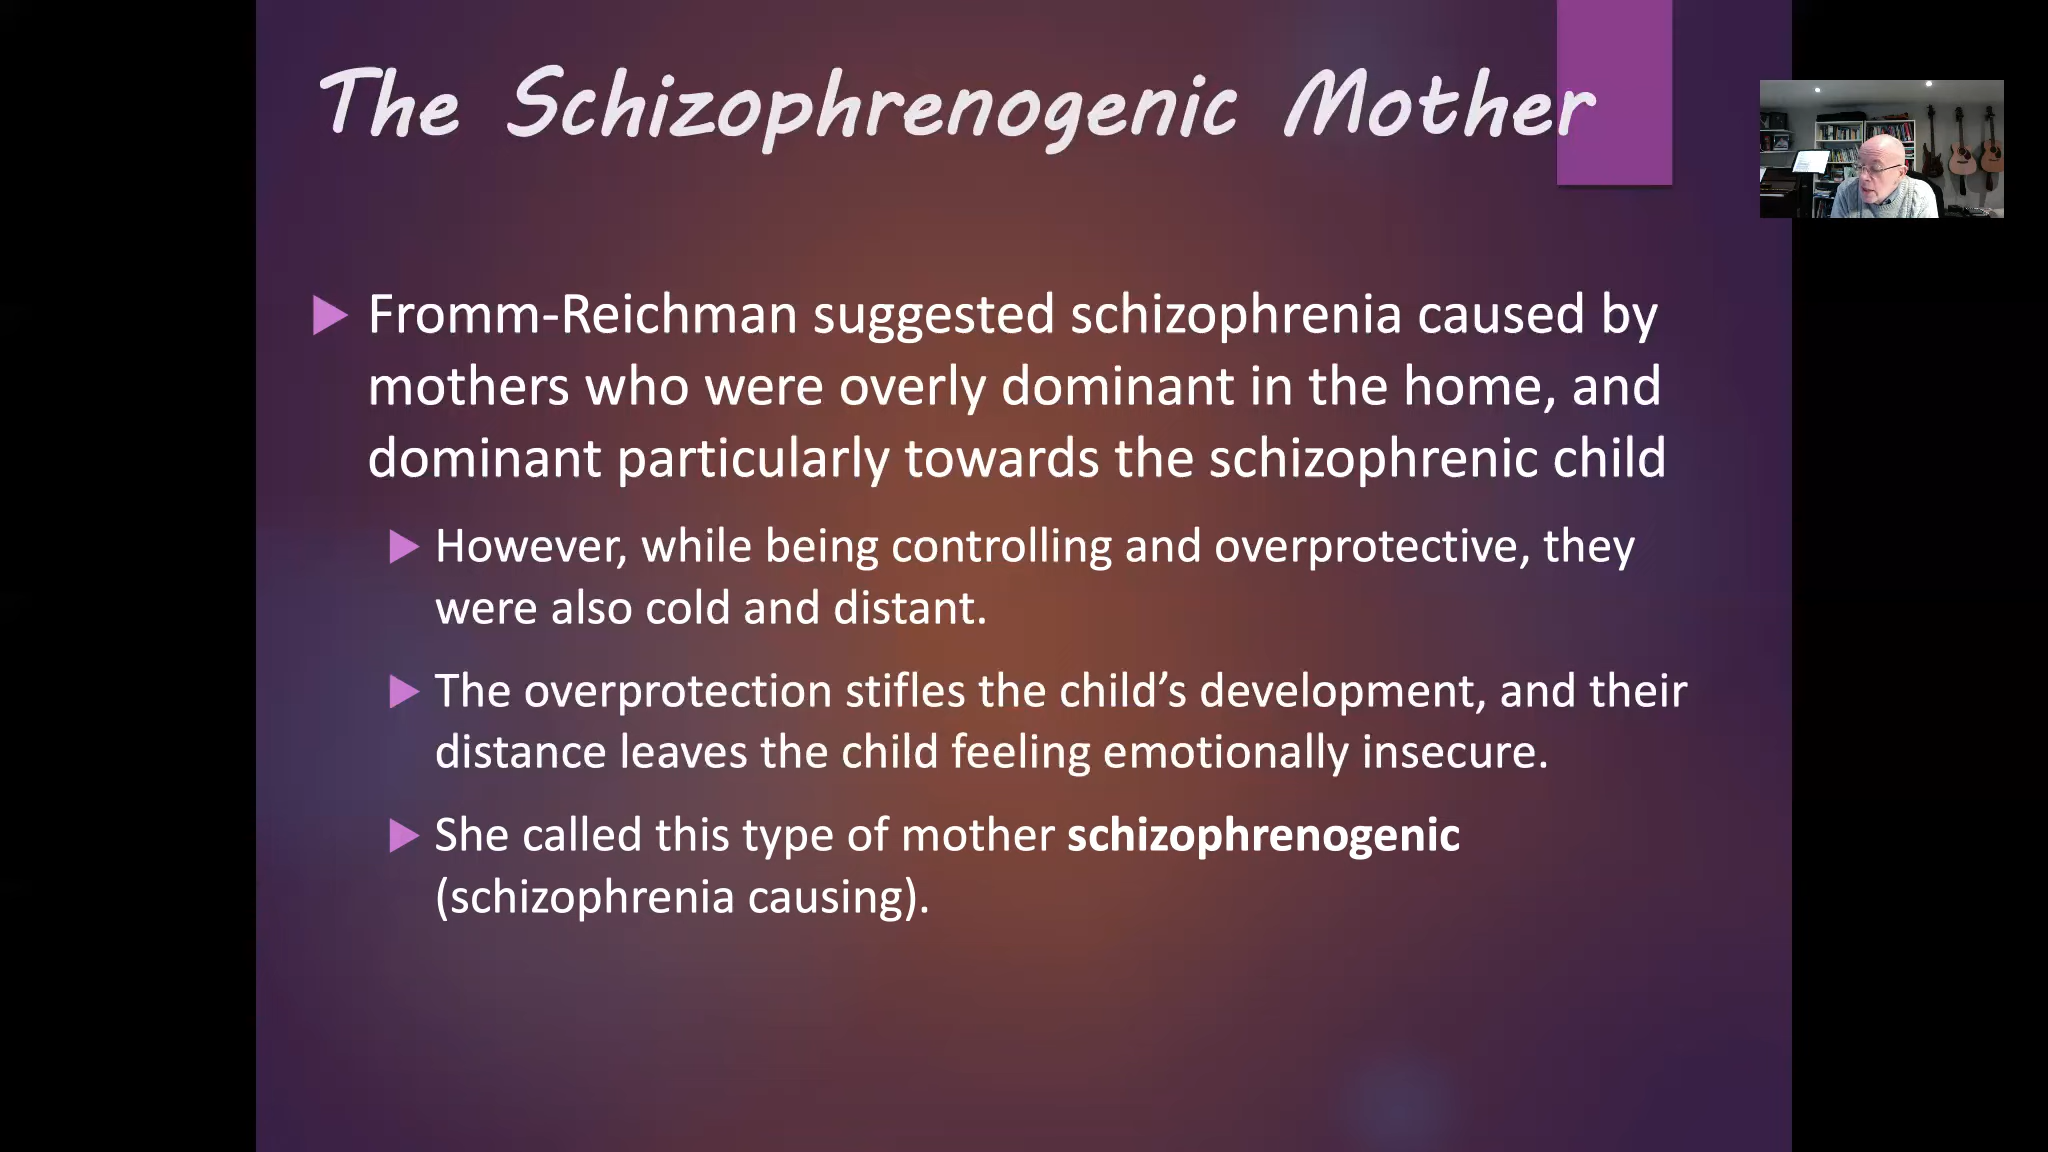 The Schizophrenogenic Mother
Fromm-Reichman suggested schizophrenia caused by
mothers who were overly dominant in the home, and
dominant particularly towards the schizophrenic child
However, while being controlling and overprotective, they
were also cold and distant.
The overprotection stifles the child’s development, and their
distance leaves the child feeling emotionally insecure.
She called this type of mother schizophrenogenic
(schizophrenia causing).